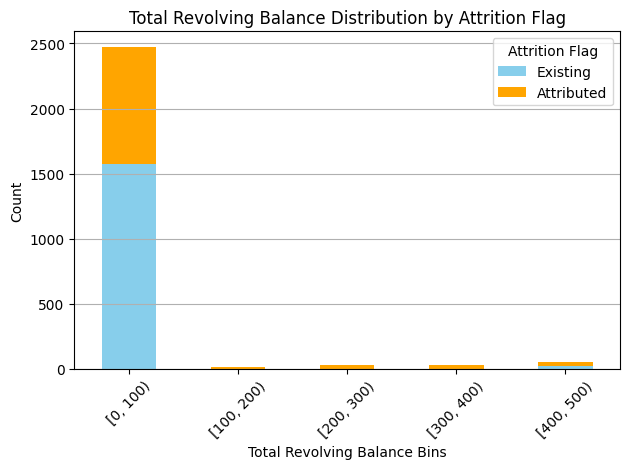 Total Revolving Balance Distribution by Attrition Flag
Count
2500
2000
1500
1000
500
0
Attrition Flag
Existing
Attributed
[0, 100)
[100, 200)
[200, 300)
[300, 400)
[400, 500)
Total Revolving Balance Bins